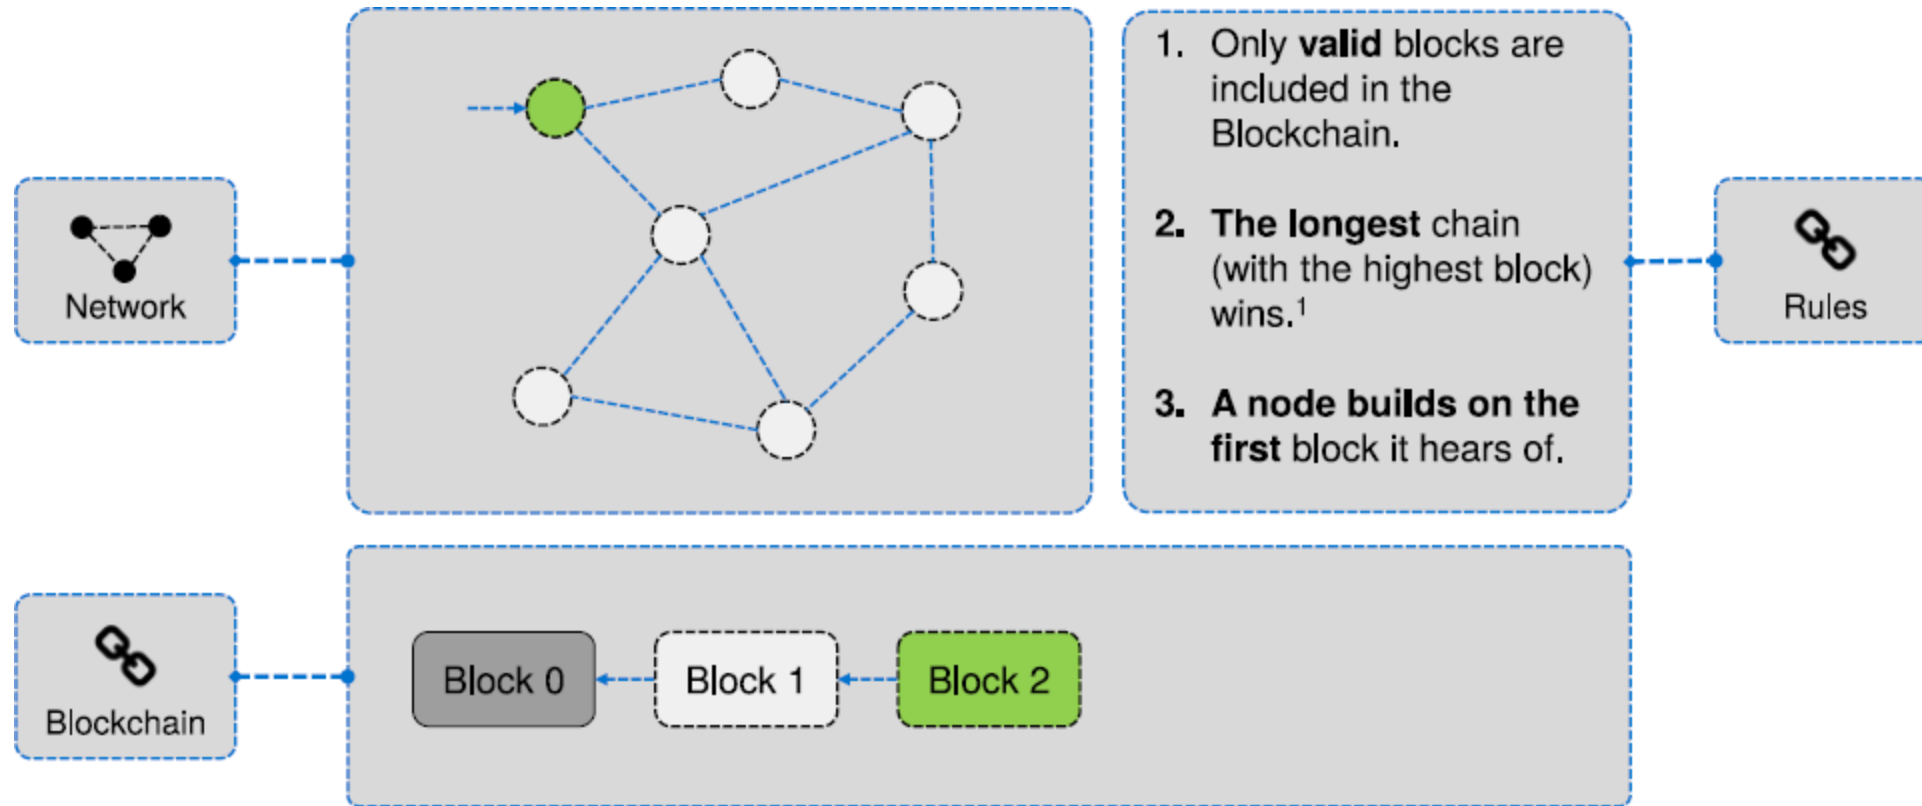 Network
1. Only valid blocks are
included in the
Blockchain.
2. The longest chain
(with the highest block)
wins.¹
3. A node builds on the
first block it hears of.
Rules
Blockchain
Block 0
Block 1
Block 2